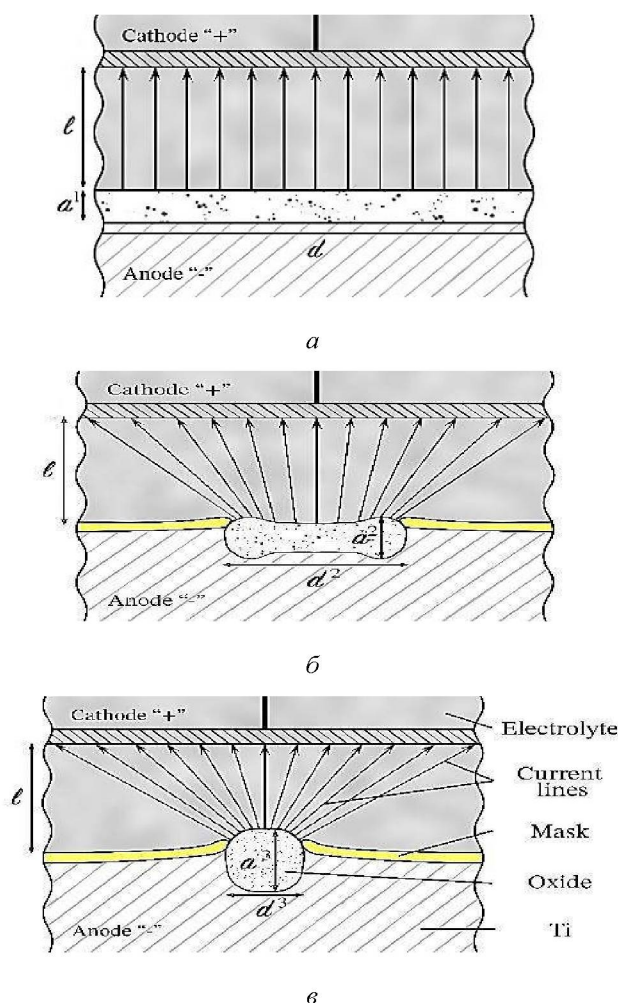 Cathode “+”
ℓ
a¹
d
Anode “-”
а
Cathode “+”
ℓ
a²
d²
Anode “-”
б
Cathode “+”
Electrolyte
ℓ
Current
lines
Mask
a³
Oxide
d³
Anode “-”
Ti
в